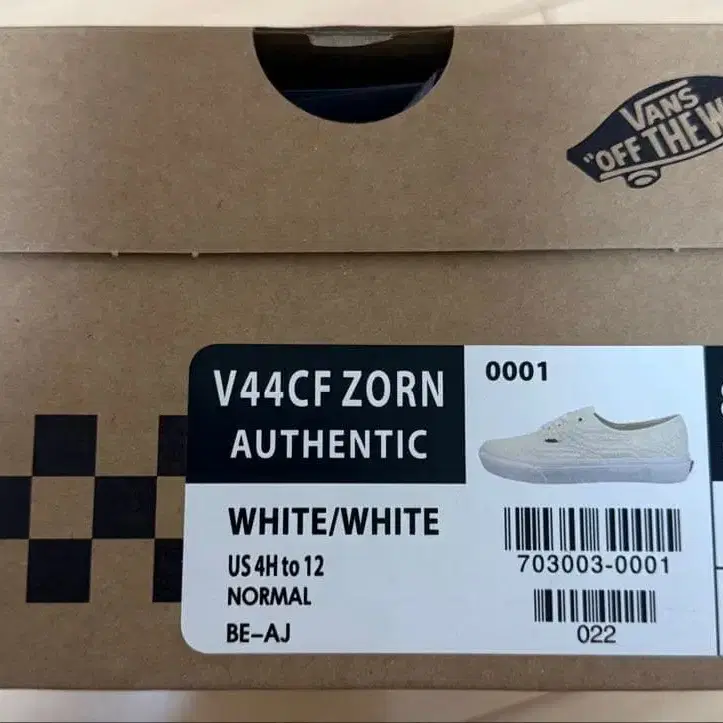 VANS
"OFF THE W
V44CF ZORN
AUTHENTIC
0001
WHITE/WHITE
US 4H to 12
NORMAL
BE-AJ
703003-0001
022